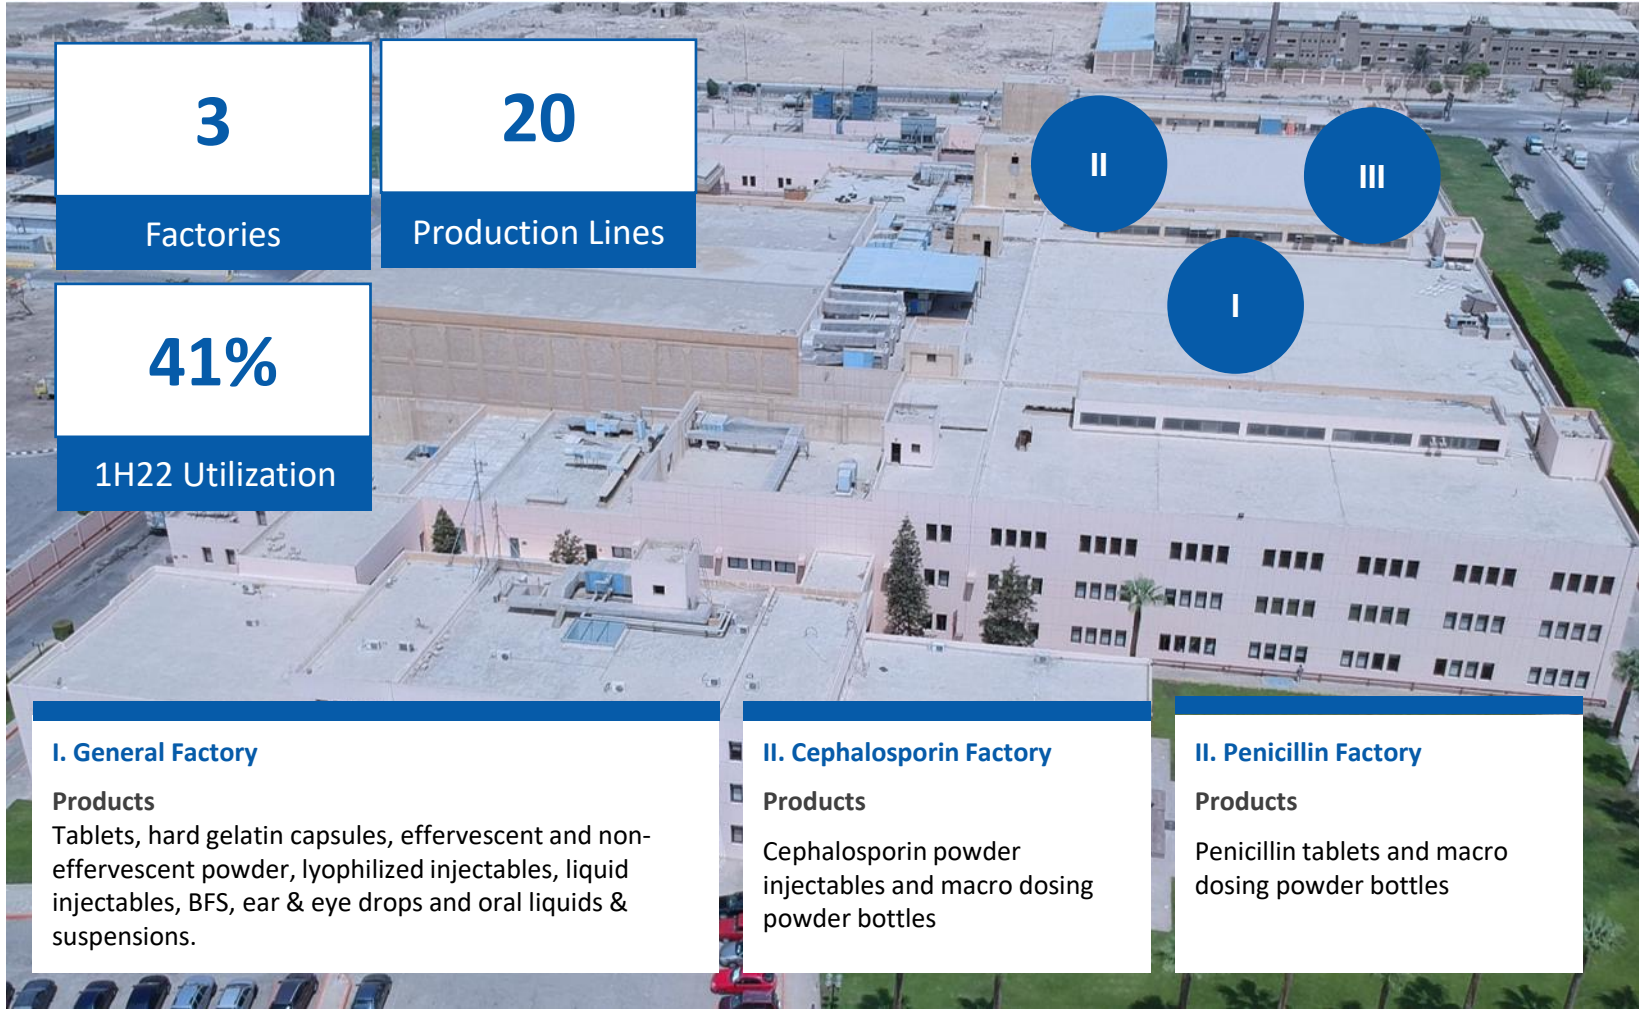 3
Factories
20
Production Lines
41%
1H22 Utilization
II
III
I
I. General Factory
Products
Tablets, hard gelatin capsules, effervescent and non-
effervescent powder, lyophilized injectables, liquid
injectables, BFS, ear & eye drops and oral liquids &
suspensions.
II. Cephalosporin Factory
Products
Cephalosporin powder
injectables and macro dosing
powder bottles
II. Penicillin Factory
Products
Penicillin tablets and macro
dosing powder bottles